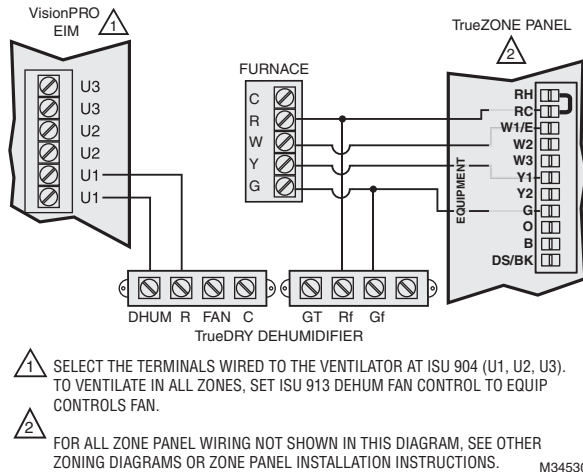 VisionPRO
EIM
1
TrueZONE PANEL
2
U3
U3
U2
U2
U1
U1
FURNACE
C
R
W
Y
G
EQUIPMENT
RH
RC
W1/E
W2
W3
Y1
Y2
G
O
B
DS/BK
DHUM R FAN C
GT Rf Gf
TrueDRY DEHUMIDIFIER
1 SELECT THE TERMINALS WIRED TO THE VENTILATOR AT ISU 904 (U1, U2, U3).
TO VENTILATE IN ALL ZONES, SET ISU 913 DEHUM FAN CONTROL TO EQUIP
CONTROLS FAN.
2
FOR ALL ZONE PANEL WIRING NOT SHOWN IN THIS DIAGRAM, SEE OTHER
ZONING DIAGRAMS OR ZONE PANEL INSTALLATION INSTRUCTIONS.